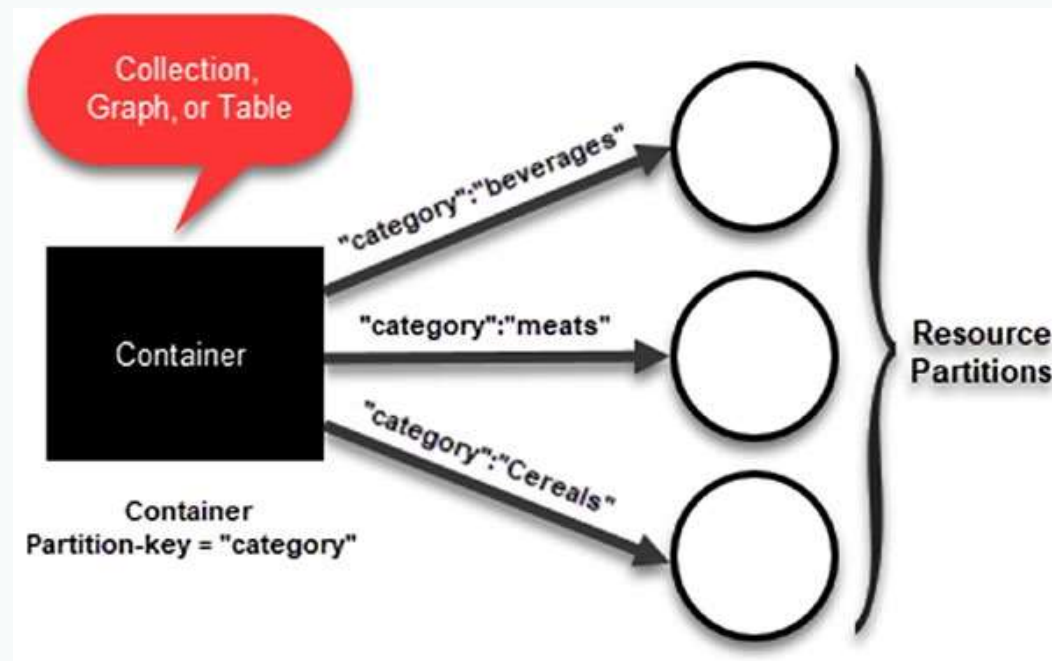 Collection,
Graph, or Table
"category":"beverages"
Container
"category":"meats"
"category":"Cereals"
Resource
Partitions
Container
Partition-key = "category"